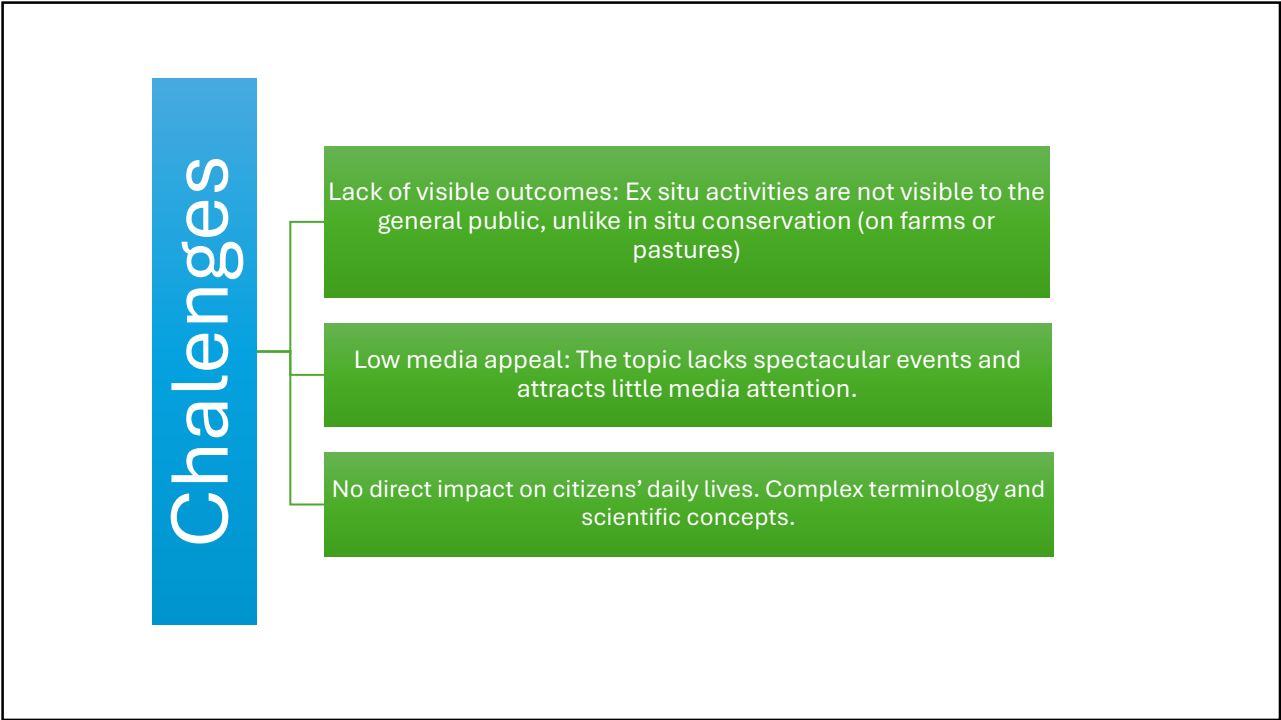 Chalenges
Lack of visible outcomes: Ex situ activities are not visible to the
general public, unlike in situ conservation (on farms or
pastures)
Low media appeal: The topic lacks spectacular events and
attracts little media attention.
No direct impact on citizens’ daily lives. Complex terminology and
scientific concepts.